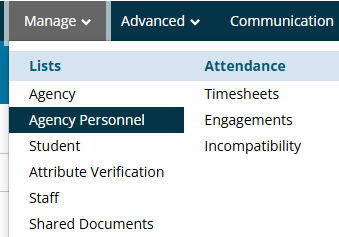 Manage Advanced Communication
Lists Attendance
Agency Timesheets
Agency Personnel Engagements
Student Incompatibility
Attribute Verification
Staff
Shared Documents